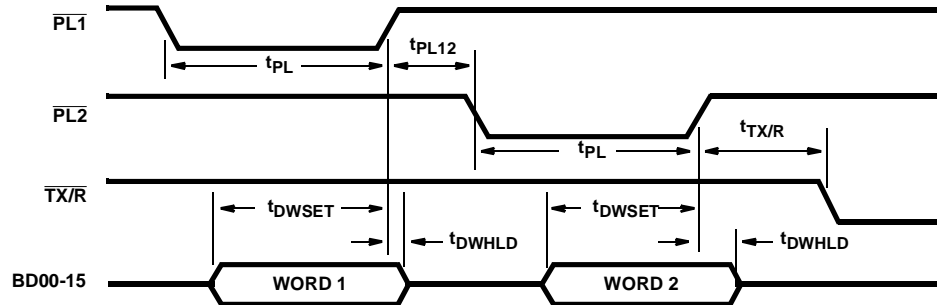 PL1
tPL
tPL12
PL2
tPL
tTX/R
TX/R
tDWSET
tDWHLD
tDWSET
tDWHLD
BD00-15
WORD 1
WORD 2